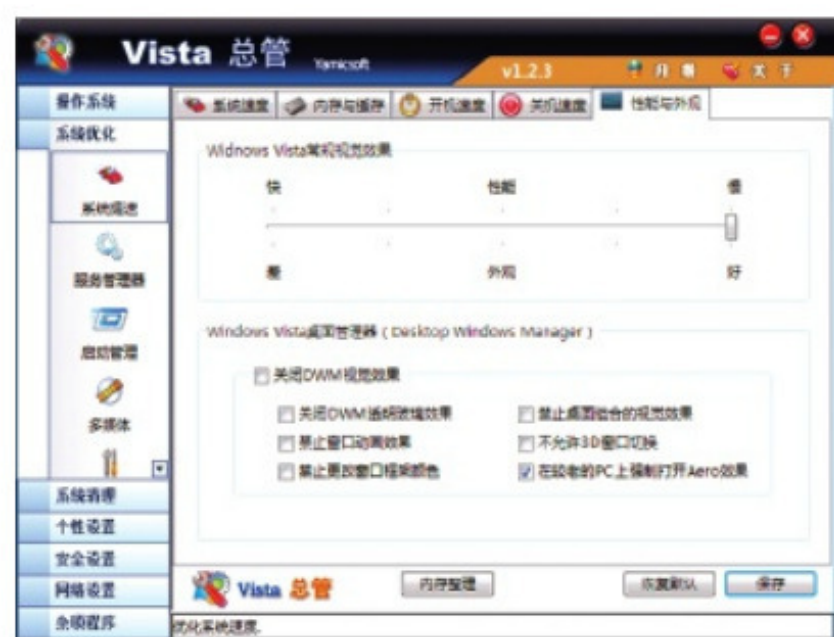 Vista 总管 Yamicsoft
v1.2.3
关于
操作系统
系统优化
系统提速
服务管理器
启动管理
多媒体
系统清理
个性设置
安全设置
网络设置
杂项程序
系统速度 内存与缓存 开机速度 关机速度 性能与外观
Widnows Vista常规视觉效果
快 性能 慢
差 外观 好
Windows Vista桌面管理器 ( Desktop Windows Manager )
关闭DWM视觉效果
关闭DWM透明玻璃效果 禁止桌面组合的视觉效果
禁止窗口动画效果 不允许3D窗口切换
禁止更改窗口框架颜色 在较老的PC上强制打开Aero效果
Vista 总管 内存整理 恢复默认 保存
优化系统速度.